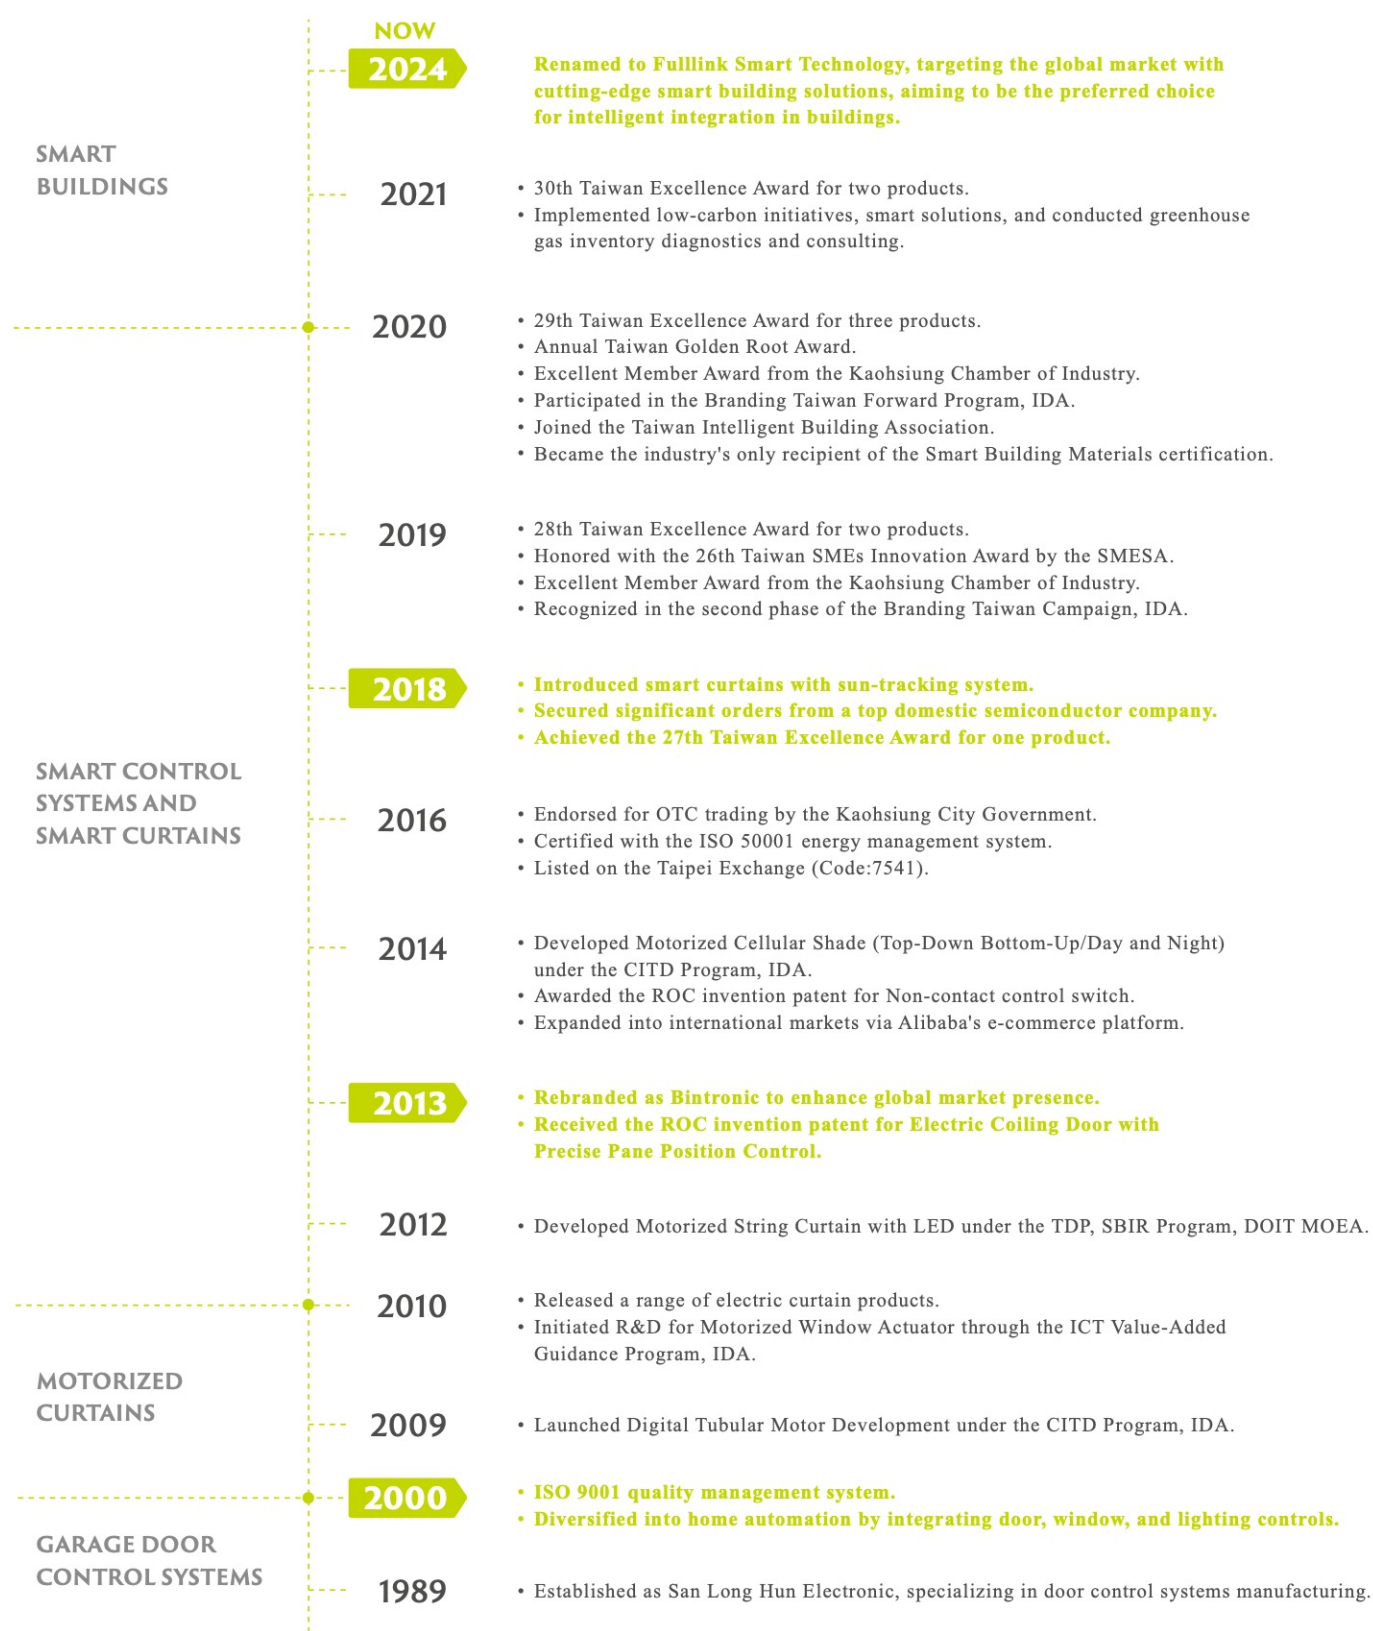 NOW
2024
Renamed to Fulllink Smart Technology, targeting the global market with
cutting-edge smart building solutions, aiming to be the preferred choice
for intelligent integration in buildings.
SMART
BUILDINGS
2021
• 30th Taiwan Excellence Award for two products.
• Implemented low-carbon initiatives, smart solutions, and conducted greenhouse
gas inventory diagnostics and consulting.
2020
• 29th Taiwan Excellence Award for three products.
• Annual Taiwan Golden Root Award.
• Excellent Member Award from the Kaohsiung Chamber of Industry.
• Participated in the Branding Taiwan Forward Program, IDA.
• Joined the Taiwan Intelligent Building Association.
• Became the industry's only recipient of the Smart Building Materials certification.
2019
• 28th Taiwan Excellence Award for two products.
• Honored with the 26th Taiwan SMEs Innovation Award by the SMESA.
• Excellent Member Award from the Kaohsiung Chamber of Industry.
• Recognized in the second phase of the Branding Taiwan Campaign, IDA.
2018
• Introduced smart curtains with sun-tracking system.
• Secured significant orders from a top domestic semiconductor company.
• Achieved the 27th Taiwan Excellence Award for one product.
SMART CONTROL
SYSTEMS AND
SMART CURTAINS
2016
• Endorsed for OTC trading by the Kaohsiung City Government.
• Certified with the ISO 50001 energy management system.
• Listed on the Taipei Exchange (Code:7541).
2014
• Developed Motorized Cellular Shade (Top-Down Bottom-Up/Day and Night)
under the CITD Program, IDA.
• Awarded the ROC invention patent for Non-contact control switch.
• Expanded into international markets via Alibaba's e-commerce platform.
2013
• Rebranded as Bintronic to enhance global market presence.
• Received the ROC invention patent for Electric Coiling Door with
Precise Pane Position Control.
2012
• Developed Motorized String Curtain with LED under the TDP, SBIR Program, DOIT MOEA.
2010
• Released a range of electric curtain products.
• Initiated R&D for Motorized Window Actuator through the ICT Value-Added
Guidance Program, IDA.
MOTORIZED
CURTAINS
2009
• Launched Digital Tubular Motor Development under the CITD Program, IDA.
2000
• ISO 9001 quality management system.
• Diversified into home automation by integrating door, window, and lighting controls.
GARAGE DOOR
CONTROL SYSTEMS
1989
• Established as San Long Hun Electronic, specializing in door control systems manufacturing.